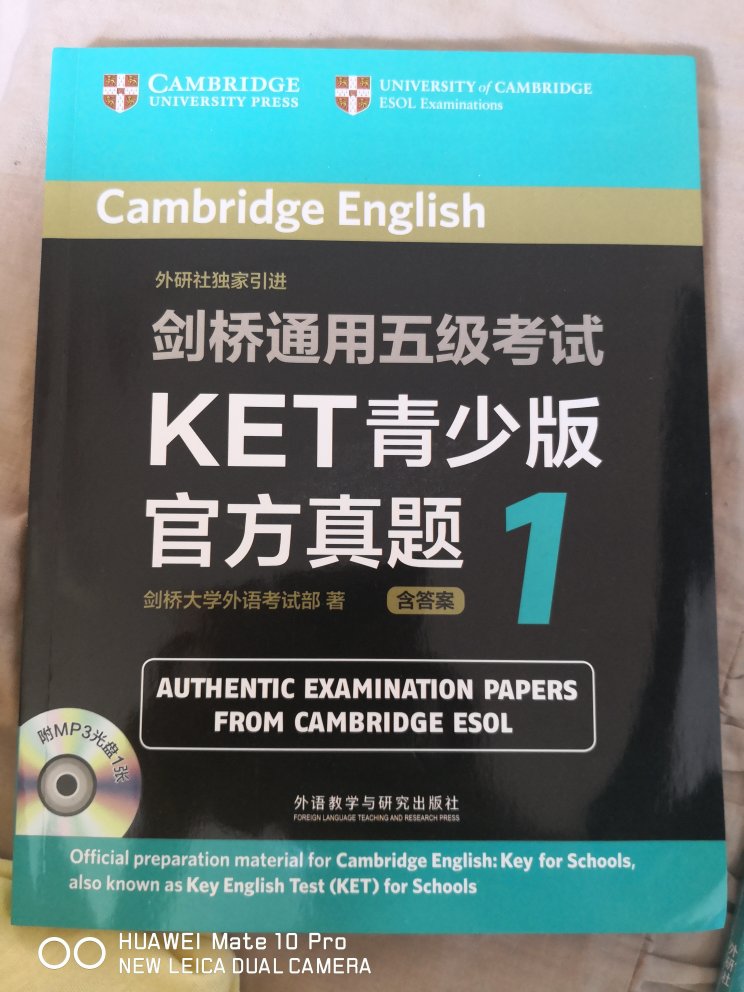 CAMBRIDGE
UNIVERSITY PRESS
UNIVERSITY of CAMBRIDGE
ESOL Examinations
Cambridge English
外研社独家引进
剑桥通用五级考试
KET青少版
官方真题 1
剑桥大学外语考试部 著 含答案
AUTHENTIC EXAMINATION PAPERS
FROM CAMBRIDGE ESOL
附MP3光盘1张
外语教学与研究出版社
FOREIGN LANGUAGE TEACHING AND RESEARCH PRESS
Official preparation material for Cambridge English: Key for Schools,
also known as Key English Test (KET) for Schools
HUAWEI Mate 10 Pro
NEW LEICA DUAL CAMERA
外研社